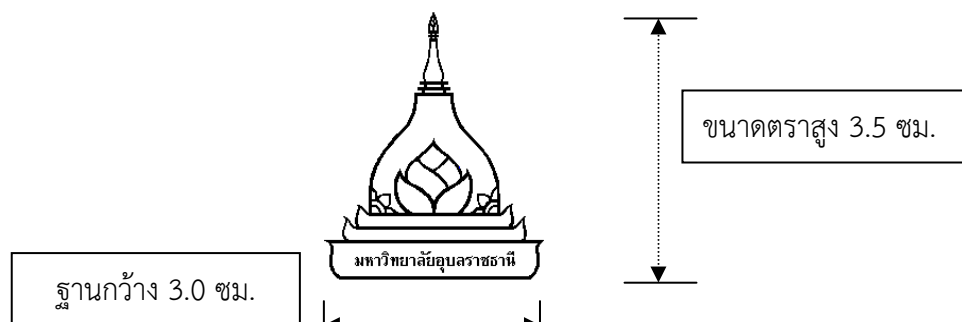 ขนาดตราสูง 3.5 ซม.
มหาวิทยาลัยอุบลราชธานี
ฐานกว้าง 3.0 ซม.